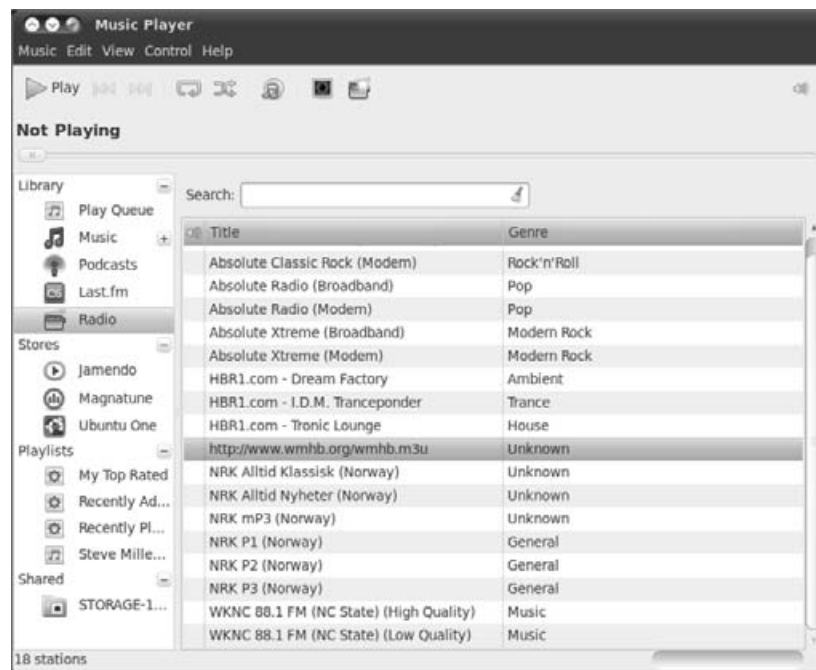 Music Player
Music Edit View Control Help
Play
Not Playing
Library
Play Queue
Music
Podcasts
Last.fm
Radio
Stores
Jamendo
Magnatune
Ubuntu One
Playlists
My Top Rated
Recently Ad...
Recently Pl...
Steve Mille...
Shared
STORAGE-1...
Search:
Title Genre
Absolute Classic Rock (Modem) Rock'n'Roll
Absolute Radio (Broadband) Pop
Absolute Radio (Modem) Pop
Absolute Xtreme (Broadband) Modern Rock
Absolute Xtreme (Modem) Modern Rock
HBR1.com - Dream Factory Ambient
HBR1.com - I.D.M. Tranceponder Trance
HBR1.com - Tronic Lounge House
http://www.wmhb.org/wmhb.m3u Unknown
NRK Alltid Klassisk (Norway) Unknown
NRK Alltid Nyheter (Norway) Unknown
NRK mP3 (Norway) Unknown
NRK P1 (Norway) General
NRK P2 (Norway) General
NRK P3 (Norway) General
WKNC 88.1 FM (NC State) (High Quality) Music
WKNC 88.1 FM (NC State) (Low Quality) Music
18 stations